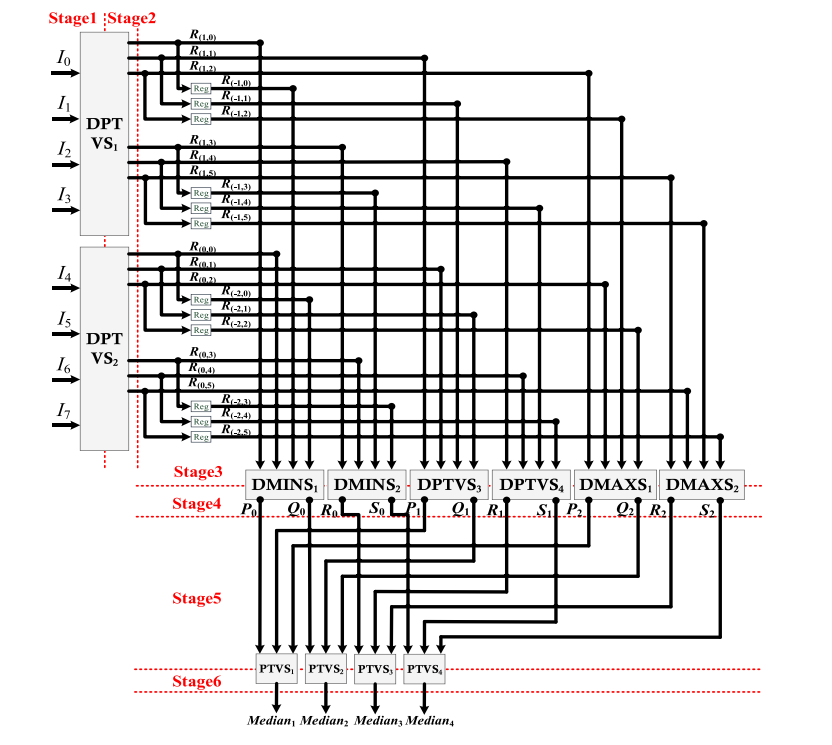 Stage1 Stage2
R(1,0)
R(1,1)
I0
R(1,2)
R(-1,0)
Reg
R(-1,1)
I1
Reg
R(-1,2)
Reg
DPT
VS1
R(1,3)
I2
R(1,4)
R(1,5)
R(-1,3)
I3
Reg
R(-1,4)
Reg
R(-1,5)
Reg
R(0,0)
R(0,1)
I4
R(0,2)
R(-2,0)
Reg
R(-2,1)
I5
Reg
R(-2,2)
Reg
DPT
VS2
R(0,3)
I6
R(0,4)
R(0,5)
R(-2,3)
I7
Reg
R(-2,4)
Reg
R(-2,5)
Reg
Stage3
DMINS1 DMINS2 DPTVS3 DPTVS4 DMAXS1 DMAXS2
Stage4
P0 Q0 R0 S0 P1 Q1 R1 S1 P2 Q2 R2 S2
Stage5
PTVS1 PTVS2 PTVS3 PTVS4
Stage6
Median1 Median2 Median3 Median4